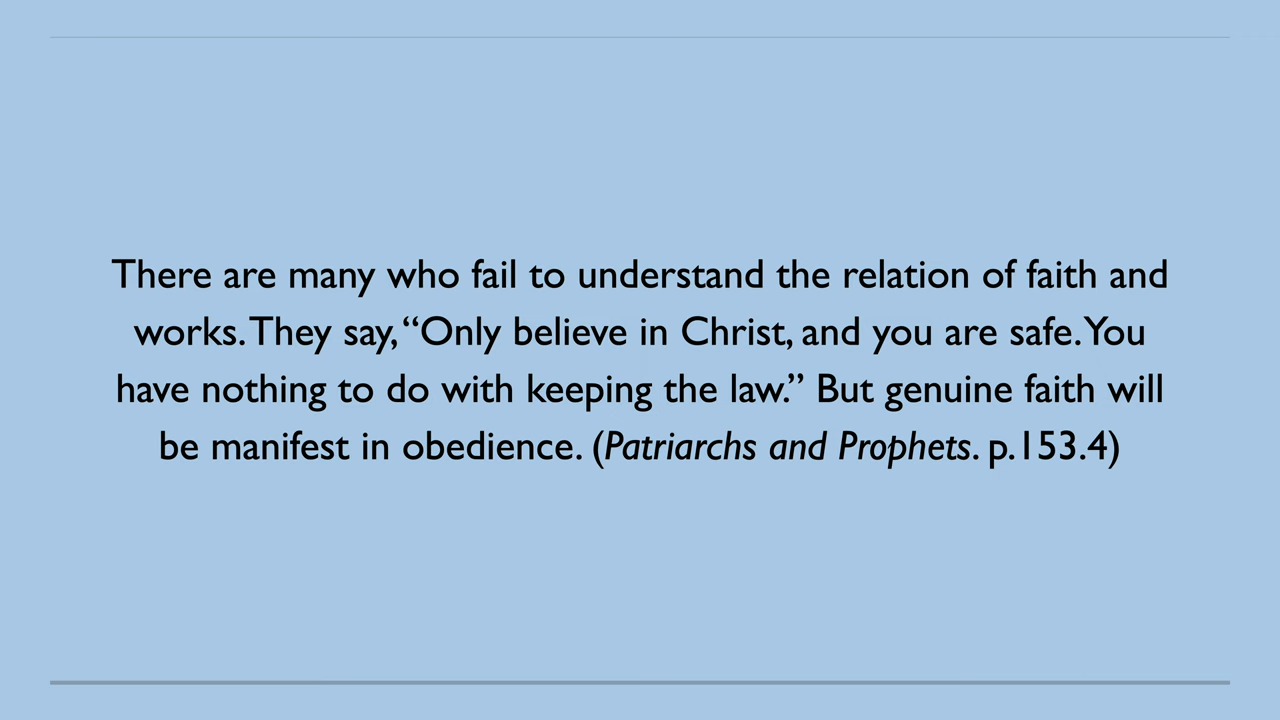 There are many who fail to understand the relation of faith and
works. They say, “Only believe in Christ, and you are safe. You
have nothing to do with keeping the law.” But genuine faith will
be manifest in obedience. (Patriarchs and Prophets. p.153.4)